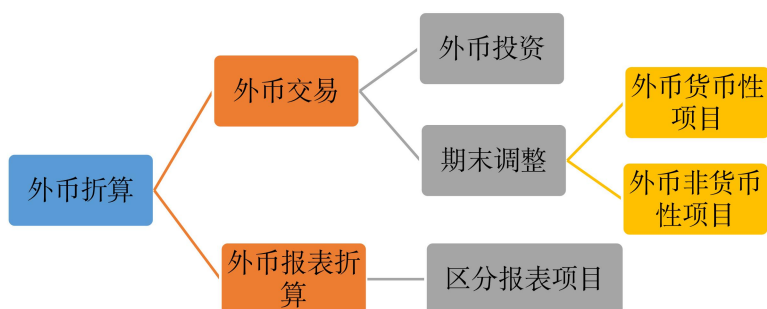 外币折算
外币交易
外币投资
期末调整
外币货币性
项目
外币非货币
性项目
外币报表折
算
区分报表项目